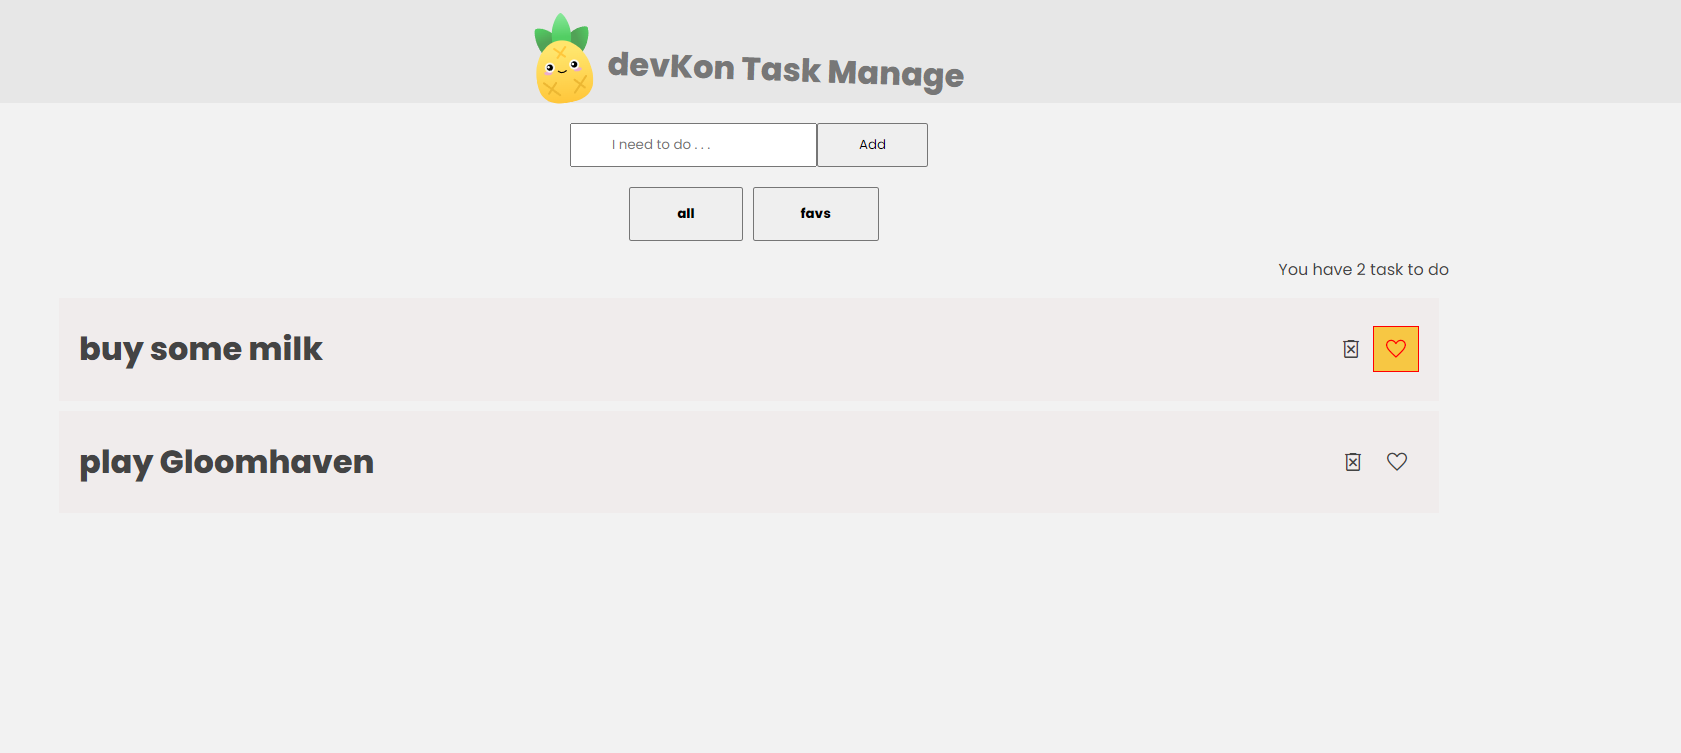 devKon Task Manage
I need to do . . .
Add
all
favs
You have 2 task to do
buy some milk
play Gloomhaven